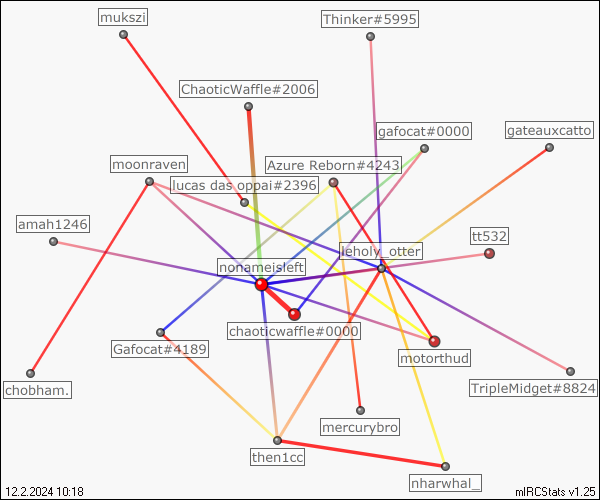 mukszi
Thinker#5995
ChaoticWaffle#2006
gafocat#0000
gateauxcatto
moonraven
Azure Reborn#4243
lucas das oppai#2396
amah1246
tt532
leholy_otter
nonameisleft
chaoticwaffle#0000
Gafocat#4189
motorthud
chobham.
TripleMidget#8824
mercurybro
then1cc
nharwhal_
12.2.2024 10:18
mIRCStats v1.25